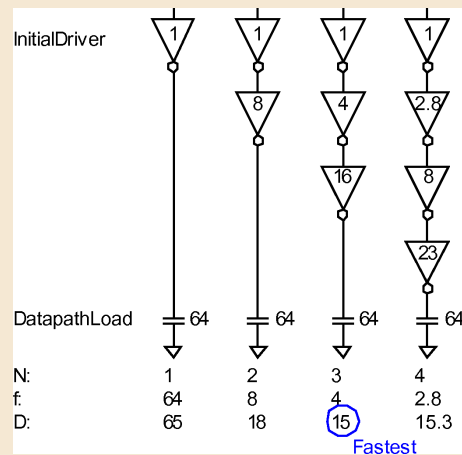 InitialDriver 1 1 1 1
8 4 2.8
16 8
23
DatapathLoad 64 64 64 64
N: 1 2 3 4
f: 64 8 4 2.8
D: 65 18 15 15.3
Fastest